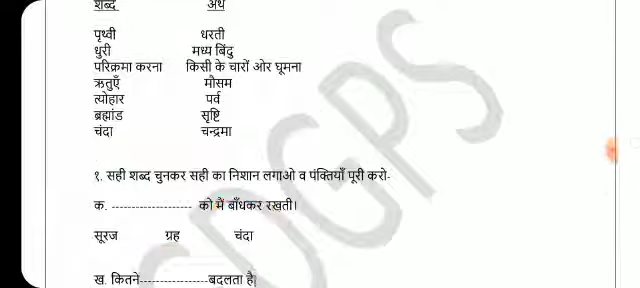 शब्द अर्थ
पृथ्वी धरती
धुरी मध्य बिंदु
परिक्रमा करना किसी के चारों ओर घूमना
ऋतुएँ मौसम
त्योहार पर्व
ब्रह्मांड सृष्टि
चंदा चन्द्रमा
१. सही शब्द चुनकर सही का निशान लगाओ व पंक्तियाँ पूरी करो-
क. -------------------- को मैं बाँधकर रखती।
सूरज ग्रह चंदा
ख. कितने-----------------बदलता है|